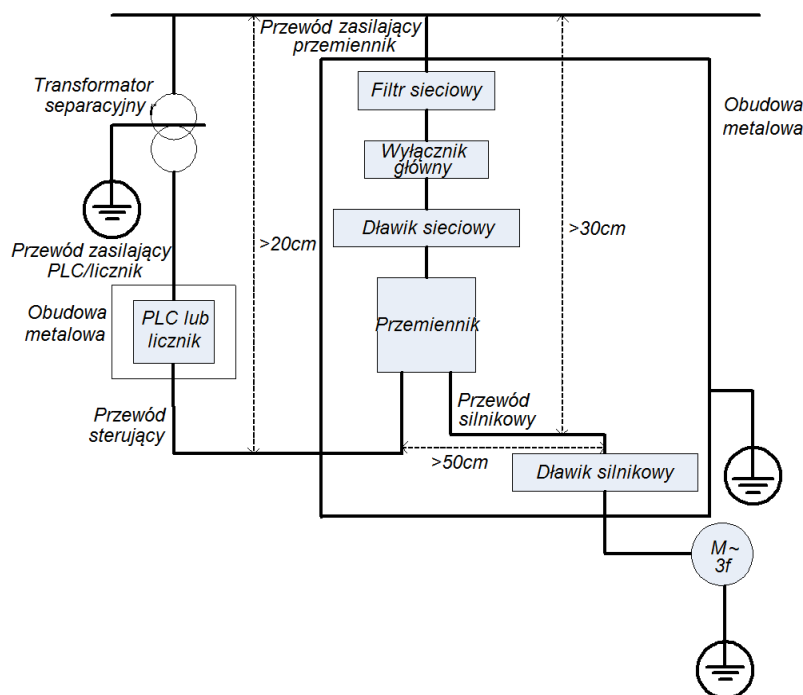 Przewód zasilający
przemiennik
Transformator
separacyjny
Filtr sieciowy
Obudowa
metalowa
Wyłącznik
główny
Dławik sieciowy
>20cm
>30cm
Przewód zasilający
PLC/licznik
Obudowa
metalowa
PLC lub
licznik
Przemiennik
Przewód
silnikowy
Przewód
sterujący
>50cm
Dławik silnikowy
M~
3f